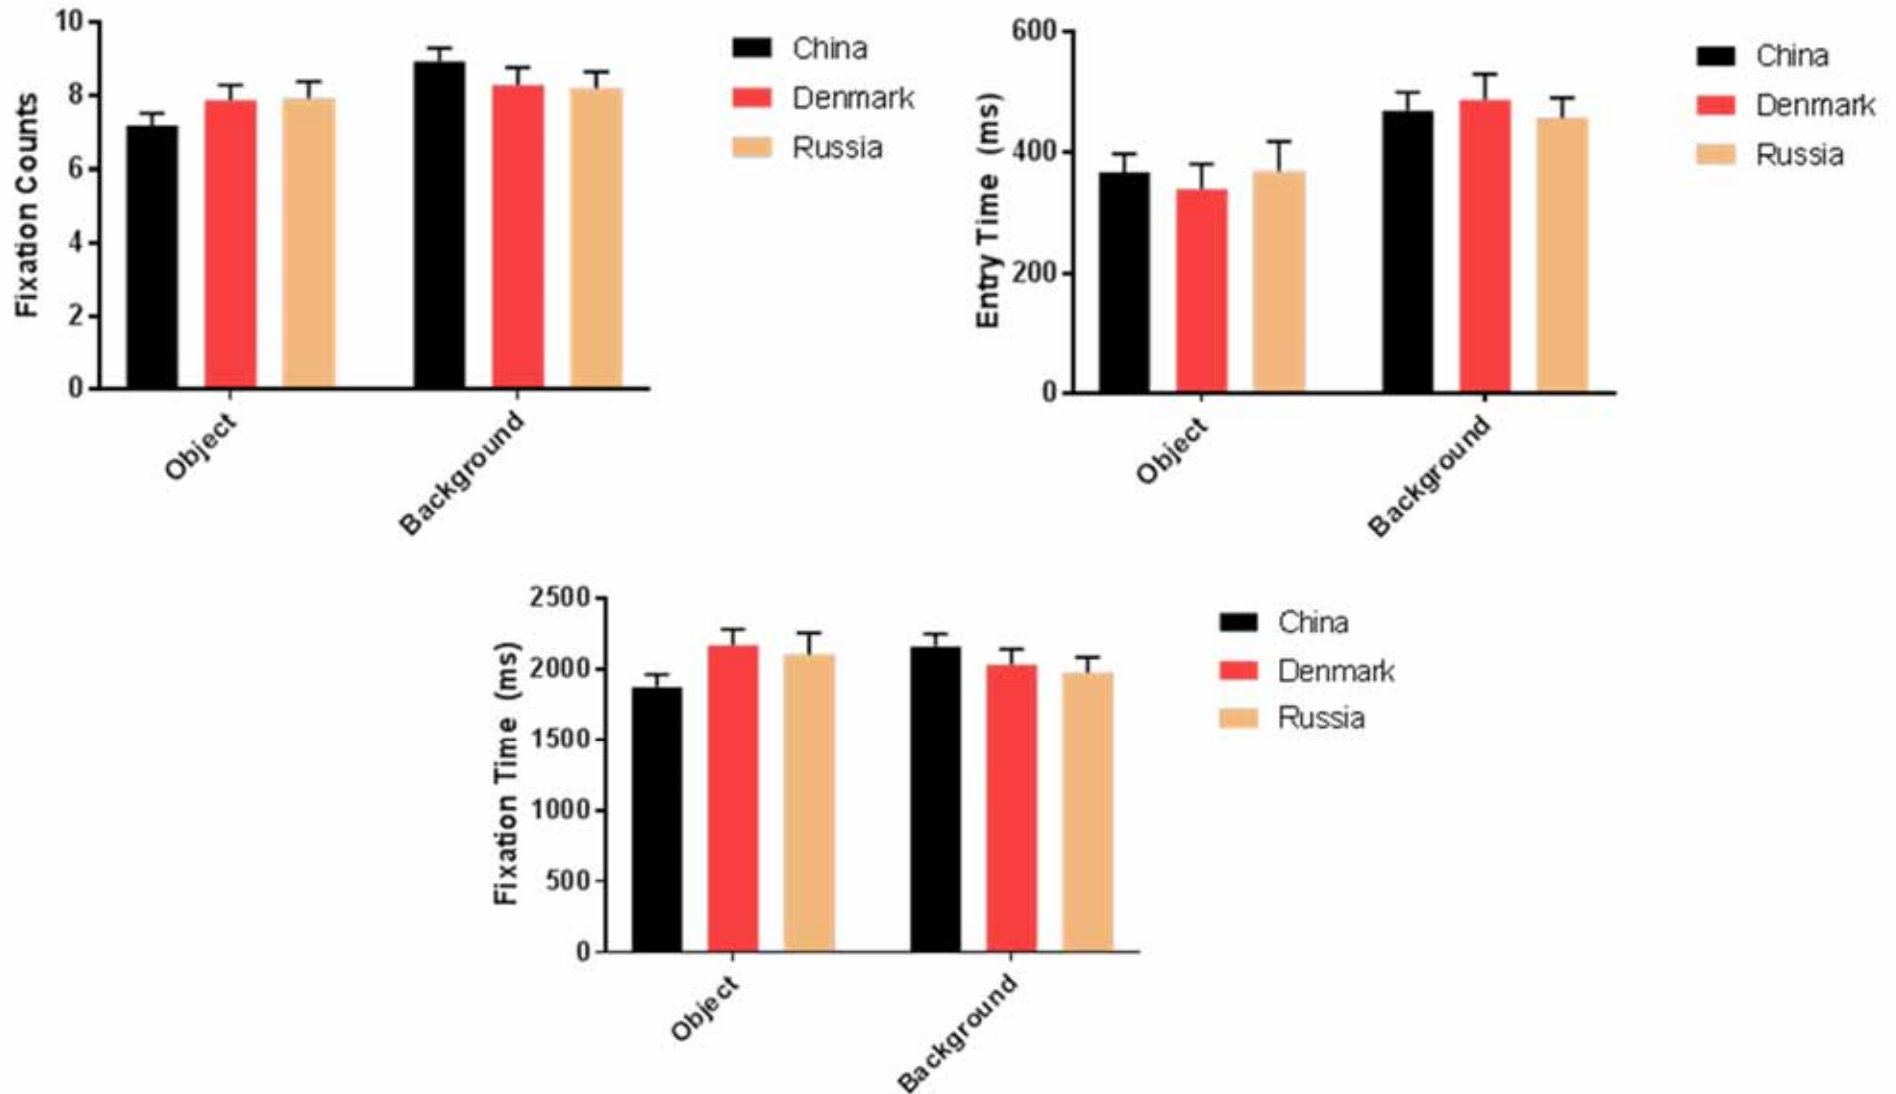 Fixation Counts
10
8
6
4
2
0
Object
Background
China
Denmark
Russia
Entry Time (ms)
600
400
200
0
Object
Background
China
Denmark
Russia
Fixation Time (ms)
2500
2000
1500
1000
500
0
Object
Background
China
Denmark
Russia